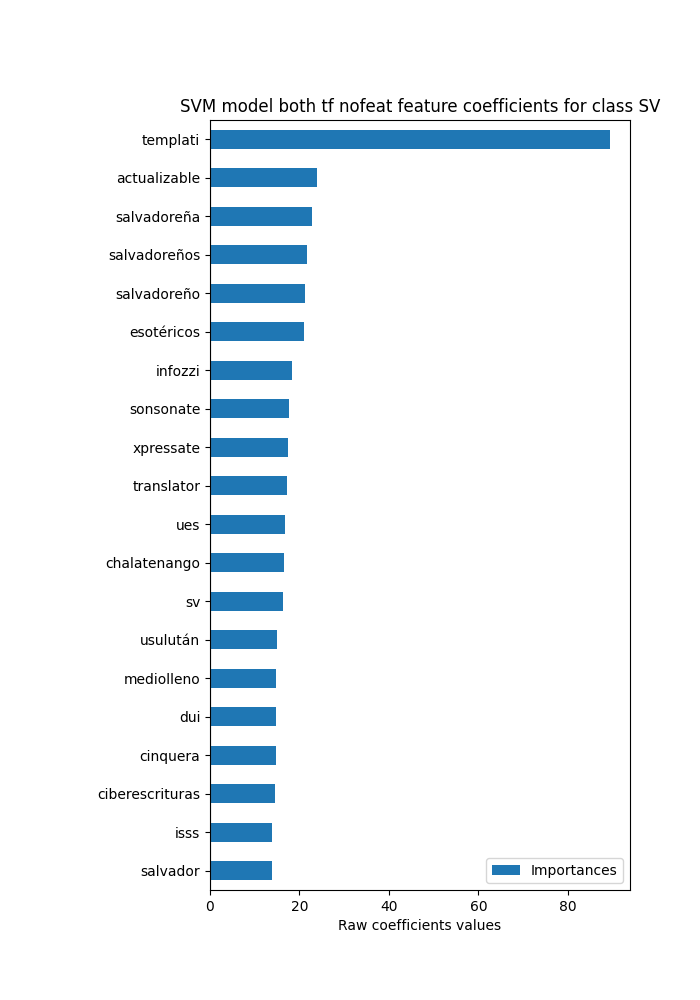 SVM model both tf nofeat feature coefficients for class SV
templati
actualizable
salvadoreña
salvadoreños
salvadoreño
esotéricos
infozzi
sonsonate
xpressate
translator
ues
chalatenango
sv
usulután
mediolleno
dui
cinquera
ciberescrituras
isss
salvador
Importances
0 20 40 60 80
Raw coefficients values